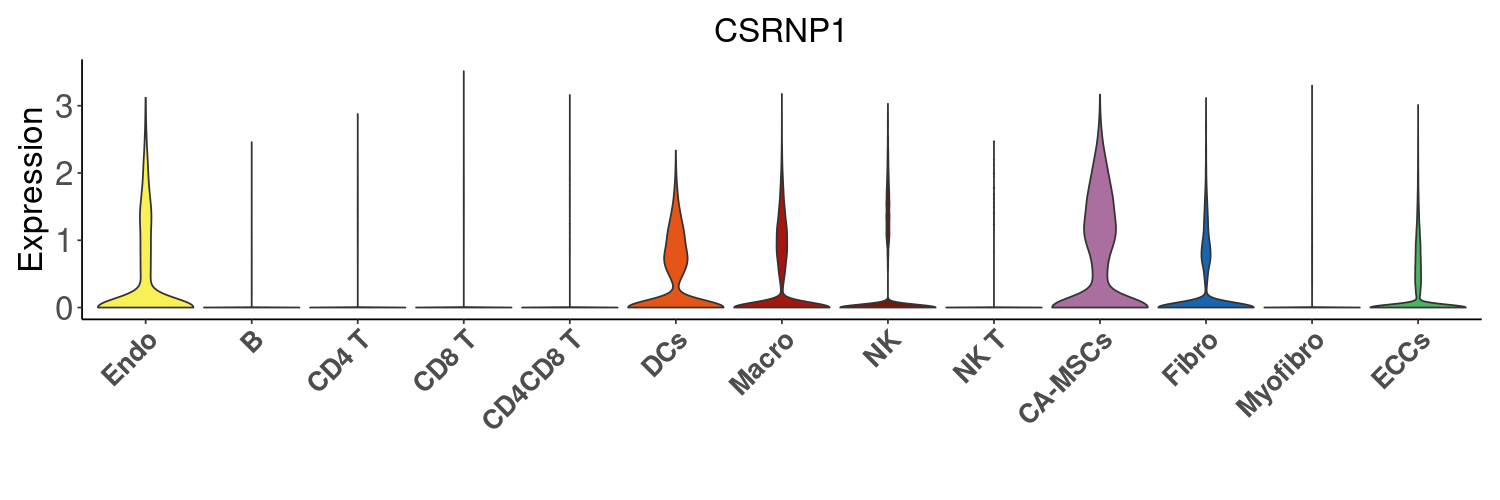 CSRNP1
Expression
3
2
1
0
Endo
B
CD4 T
CD8 T
CD4CD8 T
DCs
Macro
NK
NK T
CA-MSCs
Fibro
Myofibro
ECCs